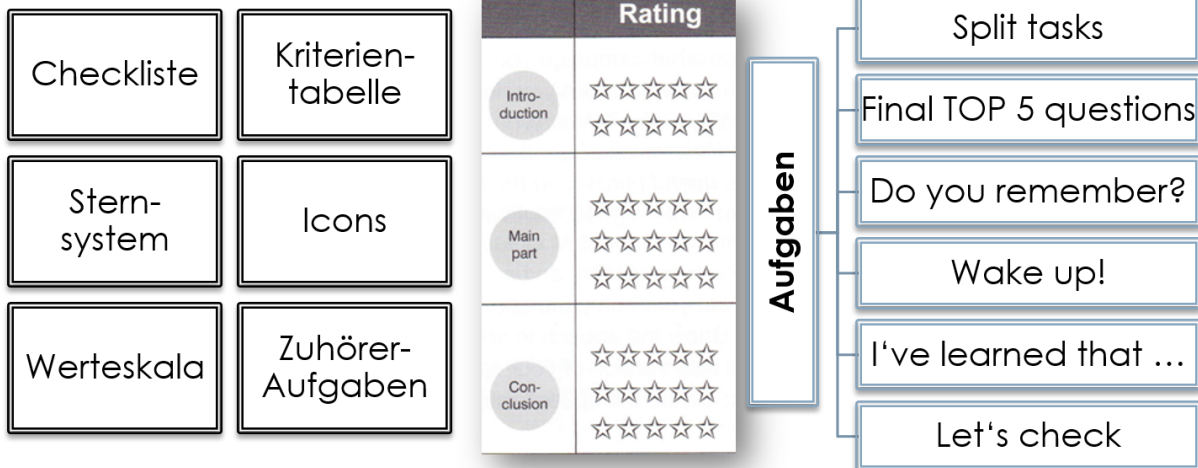 Checkliste
Kriterien-
tabelle
Stern-
system
Icons
Werteskala
Zuhörer-
Aufgaben
Rating
Intro-
duction
Main
part
Con-
clusion
Aufgaben
Split tasks
Final TOP 5 questions
Do you remember?
Wake up!
I‘ve learned that …
Let‘s check